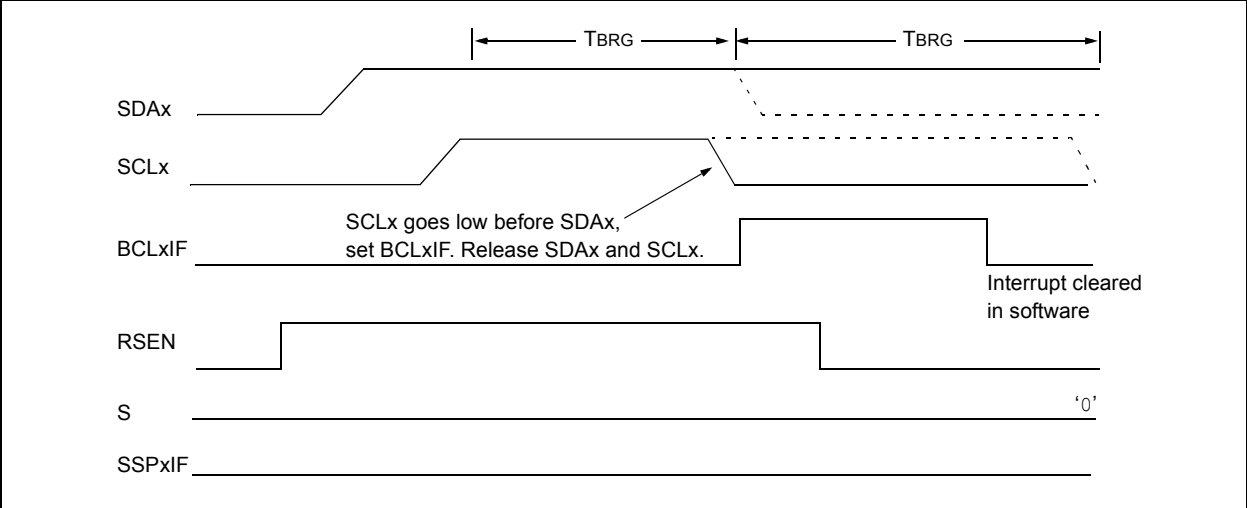 TBRG
TBRG
SDAx
SCLx
SCLx goes low before SDAx,
set BCLxIF. Release SDAx and SCLx.
BCLxIF
Interrupt cleared
in software
RSEN
S
‘0’
SSPxIF